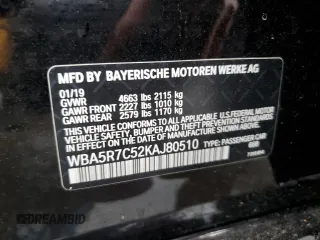 MFD BY BAYERISCHE MOTOREN WERKE AG
01/19
GVWR 4663 lbs 2115 kg
GAWR FRONT 2227 lbs 1010 kg
GAWR REAR 2579 lbs 1170 kg
THIS VEHICLE CONFORMS TO ALL APPLICABLE FEDERAL MOTOR VEHICLE
SAFETY, BUMPER, AND THEFT PREVENTION STANDARDS IN EFFECT
ON THE DATE OF MANUFACTURE SHOWN ABOVE.
WBA5R7C52KAJ80510 TYPE: PASSENGER CAR
© DREAMBID